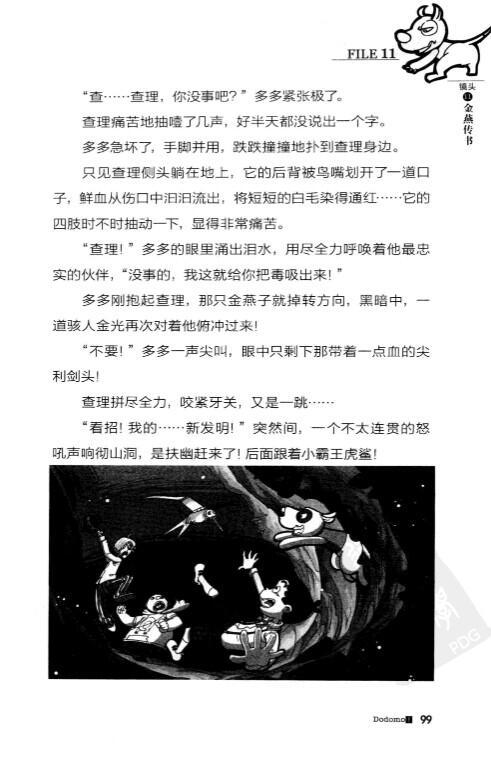 FILE 11
镜头11金燕传书
“查……查理，你没事吧？”多多紧张极了。
查理痛苦地抽噎了几声，好半天都没说出一个字。
多多急坏了，手脚并用，跌跌撞撞地扑到查理身边。
只见查理侧头躺在地上，它的后背被鸟嘴划开了一道口
子，鲜血从伤口中汩汩流出，将短短的白毛染得通红……它的
四肢时不时抽动一下，显得非常痛苦。
“查理！”多多的眼里涌出泪水，用尽全力呼唤着他最忠
实的伙伴，“没事的，我这就给你把毒吸出来！”
多多刚抱起查理，那只金燕子就掉转方向，黑暗中，一
道骇人金光再次对着他俯冲过来！
“不要！”多多一声尖叫，眼中只剩下那带着一点血的尖
利剑头！
查理拼尽全力，咬紧牙关，又是一跳……
“看招！我的……新发明！”突然间，一个不太连贯的怒
吼声响彻山洞，是扶幽赶来了！后面跟着小霸王虎鲨！
PDG
Dodomo 99